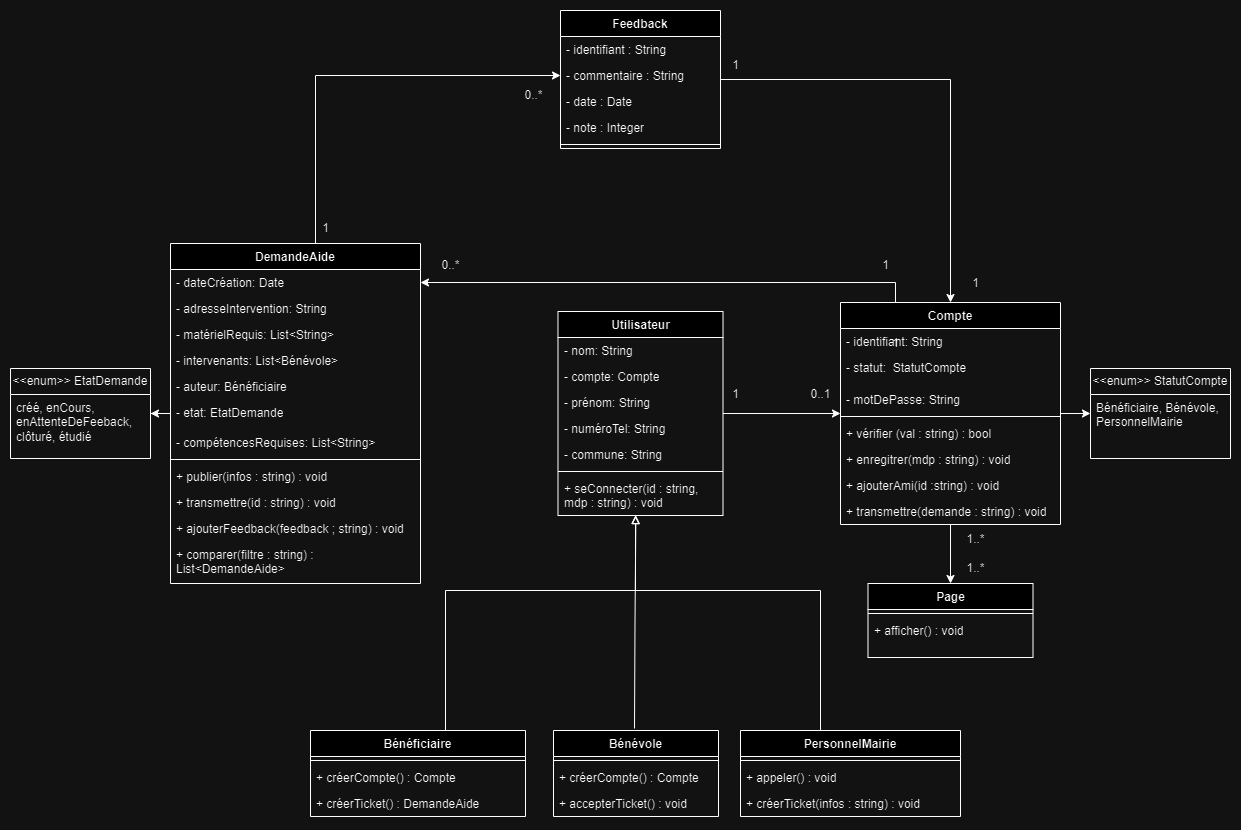 Feedback
- identifiant : String
- commentaire : String
- date : Date
- note : Integer
1
0..*
1
1
DemandeAide
- dateCréation: Date
- adresseIntervention: String
- matérielRequis: List<String>
- intervenants: List<Bénévole>
- auteur: Bénéficiaire
- etat: EtatDemande
- compétencesRequises: List<String>
+ publier(infos : string) : void
+ transmettre(id : string) : void
+ ajouterFeedback(feedback ; string) : void
+ comparer(filtre : string) :
List<DemandeAide>
0..*
1
<<enum>> EtatDemande
créé, enCours,
enAttenteDeFeeback,
clôturé, étudié
Utilisateur
- nom: String
- compte: Compte
- prénom: String
- numéroTel: String
- commune: String
+ seConnecter(id : string,
mdp : string) : void
1
0..1
Compte
- identifiant: String
- statut:  StatutCompte
- motDePasse: String
+ vérifier (val : string) : bool
+ enregitrer(mdp : string) : void
+ ajouterAmi(id :string) : void
+ transmettre(demande : string) : void
<<enum>> StatutCompte
Bénéficiaire, Bénévole,
PersonnelMairie
1..*
1..*
Page
+ afficher() : void
Bénéficiaire
+ créerCompte() : Compte
+ créerTicket() : DemandeAide
Bénévole
+ créerCompte() : Compte
+ accepterTicket() : void
PersonnelMairie
+ appeler() : void
+ créerTicket(infos : string) : void